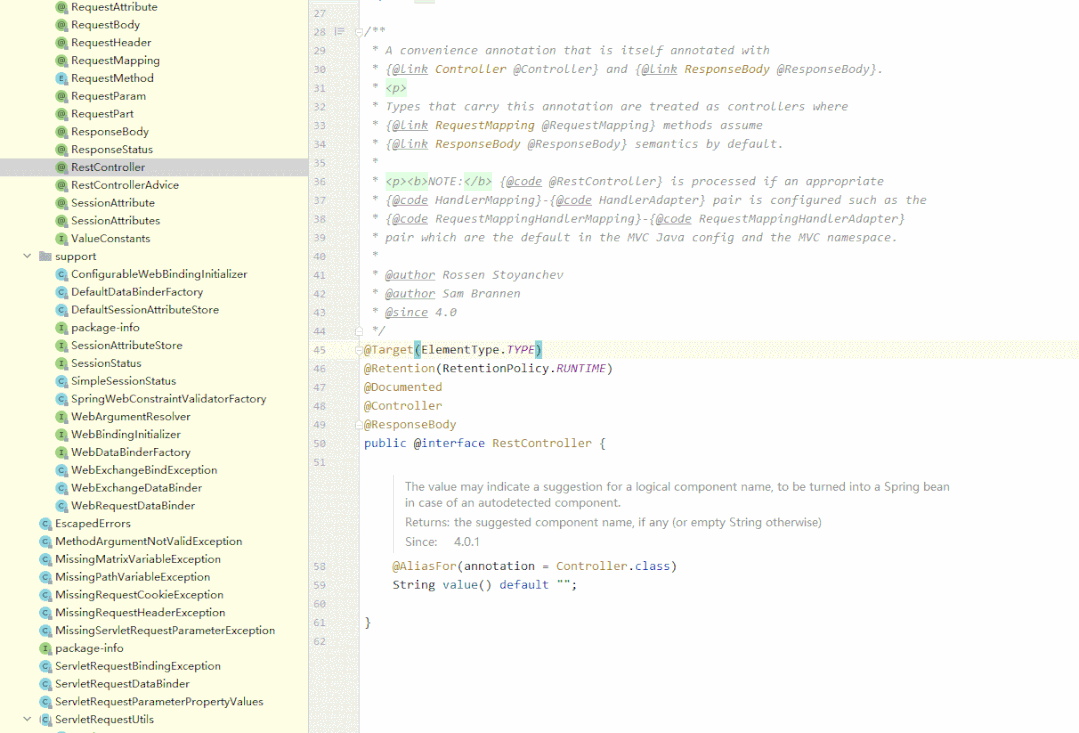 RequestAttribute
RequestBody
RequestHeader
RequestMapping
RequestMethod
RequestParam
RequestPart
ResponseBody
ResponseStatus
RestController
RestControllerAdvice
SessionAttribute
SessionAttributes
ValueConstants
support
ConfigurableWebBindingInitializer
DefaultDataBinderFactory
DefaultSessionAttributeStore
package-info
SessionAttributeStore
SessionStatus
SimpleSessionStatus
SpringWebConstraintValidatorFactory
WebArgumentResolver
WebBindingInitializer
WebDataBinderFactory
WebExchangeBindException
WebExchangeDataBinder
WebRequestDataBinder
EscapedErrors
MethodArgumentNotValidException
MissingMatrixVariableException
MissingPathVariableException
MissingRequestCookieException
MissingRequestHeaderException
MissingServletRequestParameterException
package-info
ServletRequestBindingException
ServletRequestDataBinder
ServletRequestParameterPropertyValues
ServletRequestUtils
27
28 /**
29 * A convenience annotation that is itself annotated with
30 * {@link Controller @Controller} and {@link ResponseBody @ResponseBody}.
31 * <p>
32 * Types that carry this annotation are treated as controllers where
33 * {@link RequestMapping @RequestMapping} methods assume
34 * {@link ResponseBody @ResponseBody} semantics by default.
35 *
36 * <p><b>NOTE:</b> {@code @RestController} is processed if an appropriate
37 * {@code HandlerMapping}-{@code HandlerAdapter} pair is configured such as the
38 * {@code RequestMappingHandlerMapping}-{@code RequestMappingHandlerAdapter}
39 * pair which are the default in the MVC Java config and the MVC namespace.
40 *
41 * @author Rossen Stoyanchev
42 * @author Sam Brannen
43 * @since 4.0
44 */
45 @Target(ElementType.TYPE)
46 @Retention(RetentionPolicy.RUNTIME)
47 @Documented
48 @Controller
49 @ResponseBody
50 public @interface RestController {
51
The value may indicate a suggestion for a logical component name, to be turned into a Spring bean
in case of an autodetected component.
Returns: the suggested component name, if any (or empty String otherwise)
Since: 4.0.1
58 @AliasFor(annotation = Controller.class)
59 String value() default "";
60
61 }
62